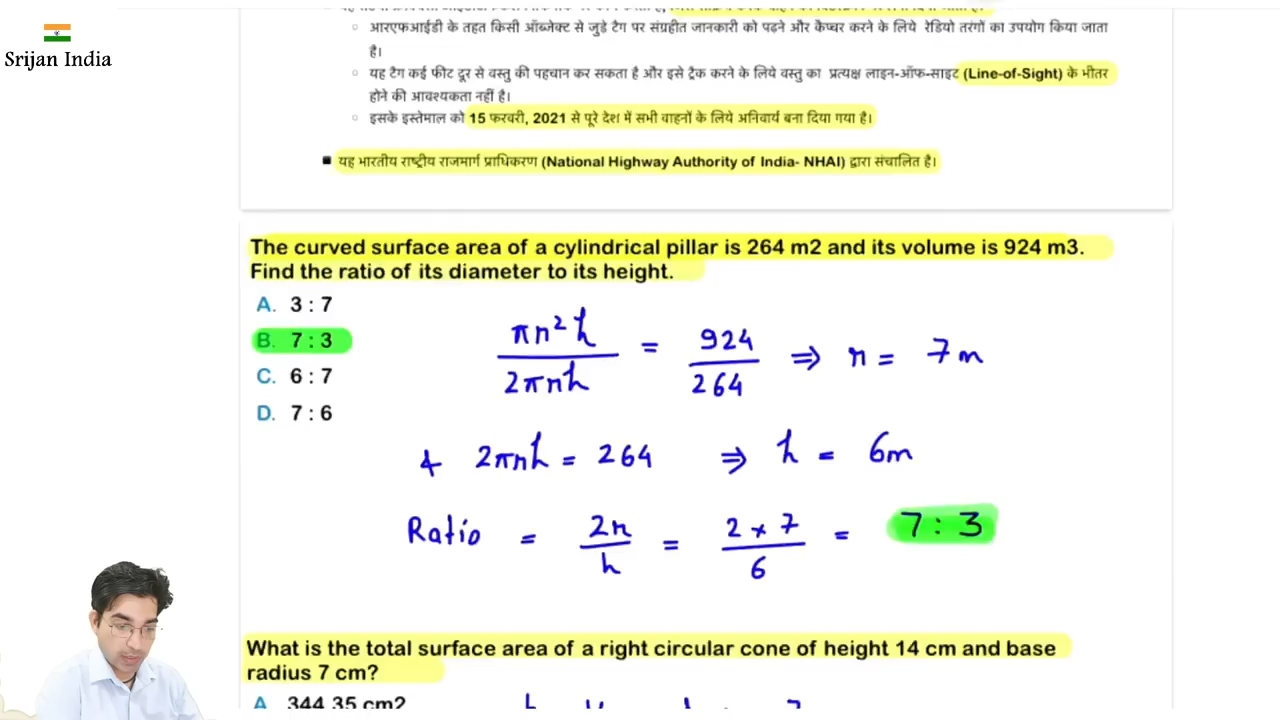 Srijan India
आरएफआईडी के तहत किसी ऑब्जेक्ट से जुड़े टैग पर संग्रहीत जानकारी को पढ़ने और कैप्चर करने के लिये रेडियो तरंगों का उपयोग किया जाता
है।
यह टैग कई फीट दूर से वस्तु की पहचान कर सकता है और इसे ट्रैक करने के लिये वस्तु का प्रत्यक्ष लाइन-ऑफ-साइट (Line-of-Sight) के भीतर
होने की आवश्यकता नहीं है।
इसके इस्तेमाल को 15 फरवरी, 2021 से पूरे देश में सभी वाहनों के लिये अनिवार्य बना दिया गया है।
यह भारतीय राष्ट्रीय राजमार्ग प्राधिकरण (National Highway Authority of India- NHAI) द्वारा संचालित है।
The curved surface area of a cylindrical pillar is 264 m2 and its volume is 924 m3.
Find the ratio of its diameter to its height.
A. 3 : 7
B. 7 : 3
C. 6 : 7
D. 7 : 6
πr²h / 2πrh = 924 / 264 ⇒ r = 7m
& 2πrh = 264 ⇒ h = 6m
Ratio = 2r / h = 2 × 7 / 6 = 7 : 3
What is the total surface area of a right circular cone of height 14 cm and base
radius 7 cm?
A 344.35 cm2